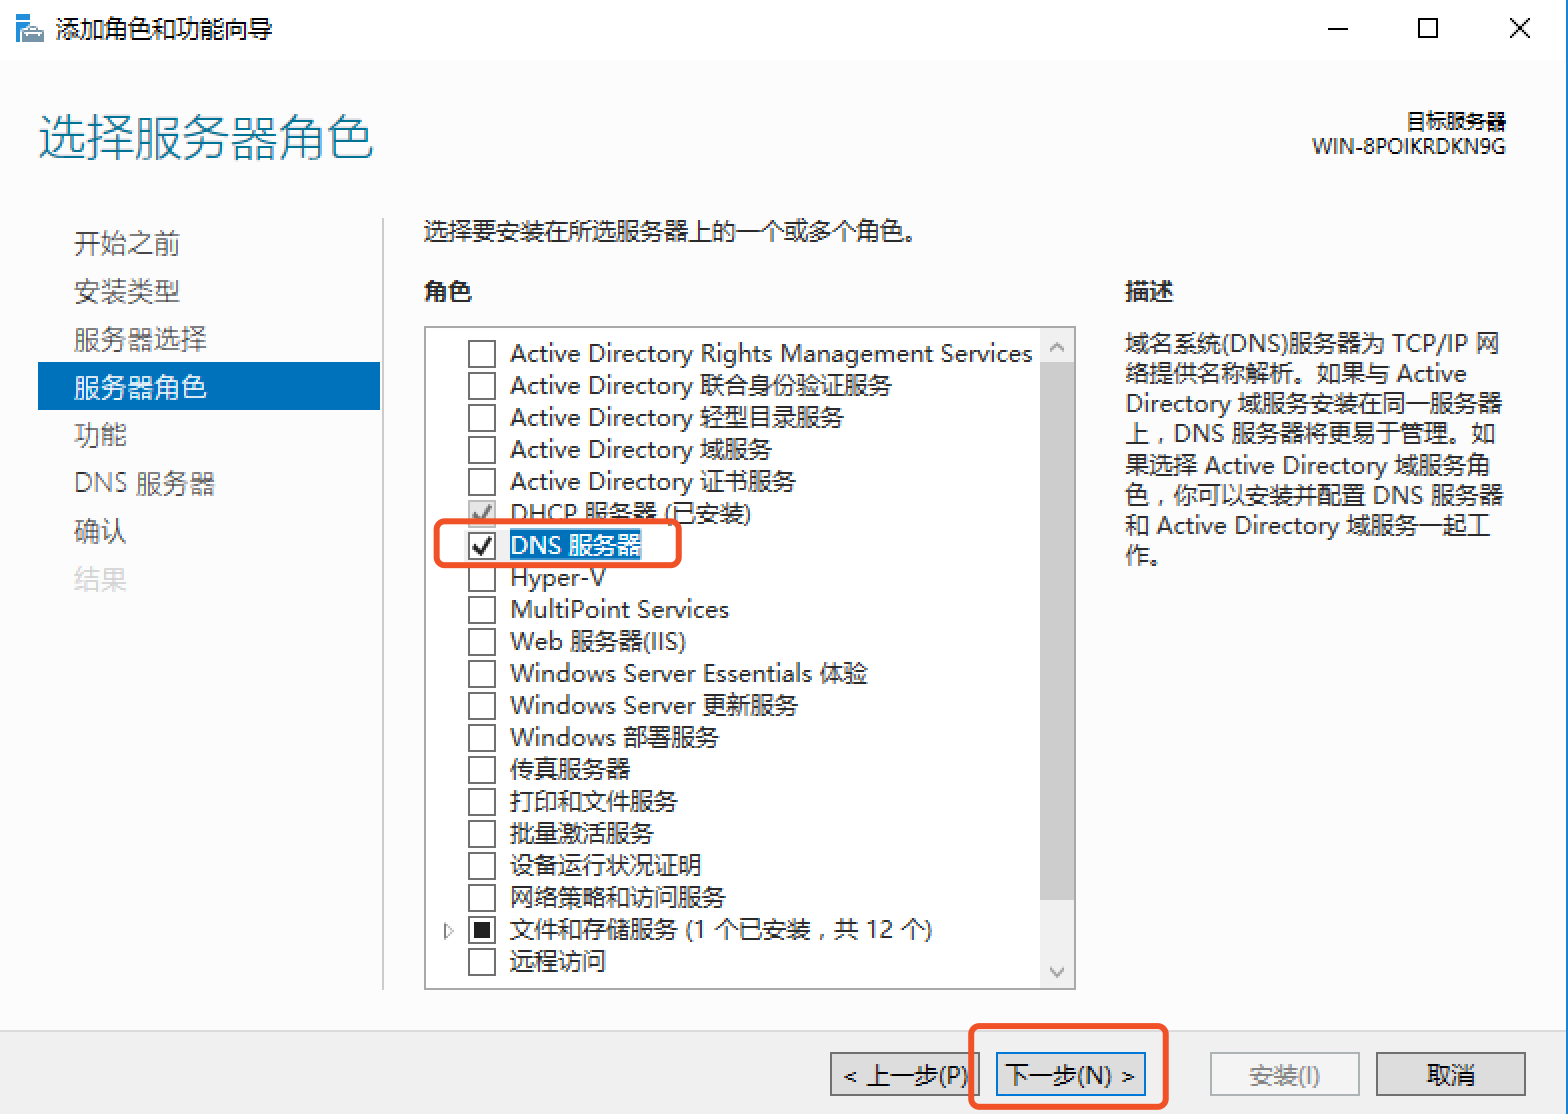 添加角色和功能向导
选择服务器角色
目标服务器
WIN-8POIKRDKN9G
开始之前
安装类型
服务器选择
服务器角色
功能
DNS 服务器
确认
结果
选择要安装在所选服务器上的一个或多个角色。
角色
Active Directory Rights Management Services
Active Directory 联合身份验证服务
Active Directory 轻型目录服务
Active Directory 域服务
Active Directory 证书服务
DHCP 服务器 (已安装)
DNS 服务器
Hyper-V
MultiPoint Services
Web 服务器(IIS)
Windows Server Essentials 体验
Windows Server 更新服务
Windows 部署服务
传真服务器
打印和文件服务
批量激活服务
设备运行状况证明
网络策略和访问服务
文件和存储服务 (1 个已安装，共 12 个)
远程访问
描述
域名系统(DNS)服务器为 TCP/IP 网
络提供名称解析。如果与 Active
Directory 域服务安装在同一服务器
上，DNS 服务器将更易于管理。如
果选择 Active Directory 域服务角
色，你可以安装并配置 DNS 服务器
和 Active Directory 域服务一起工
作。
< 上一步(P)
下一步(N) >
安装(I)
取消